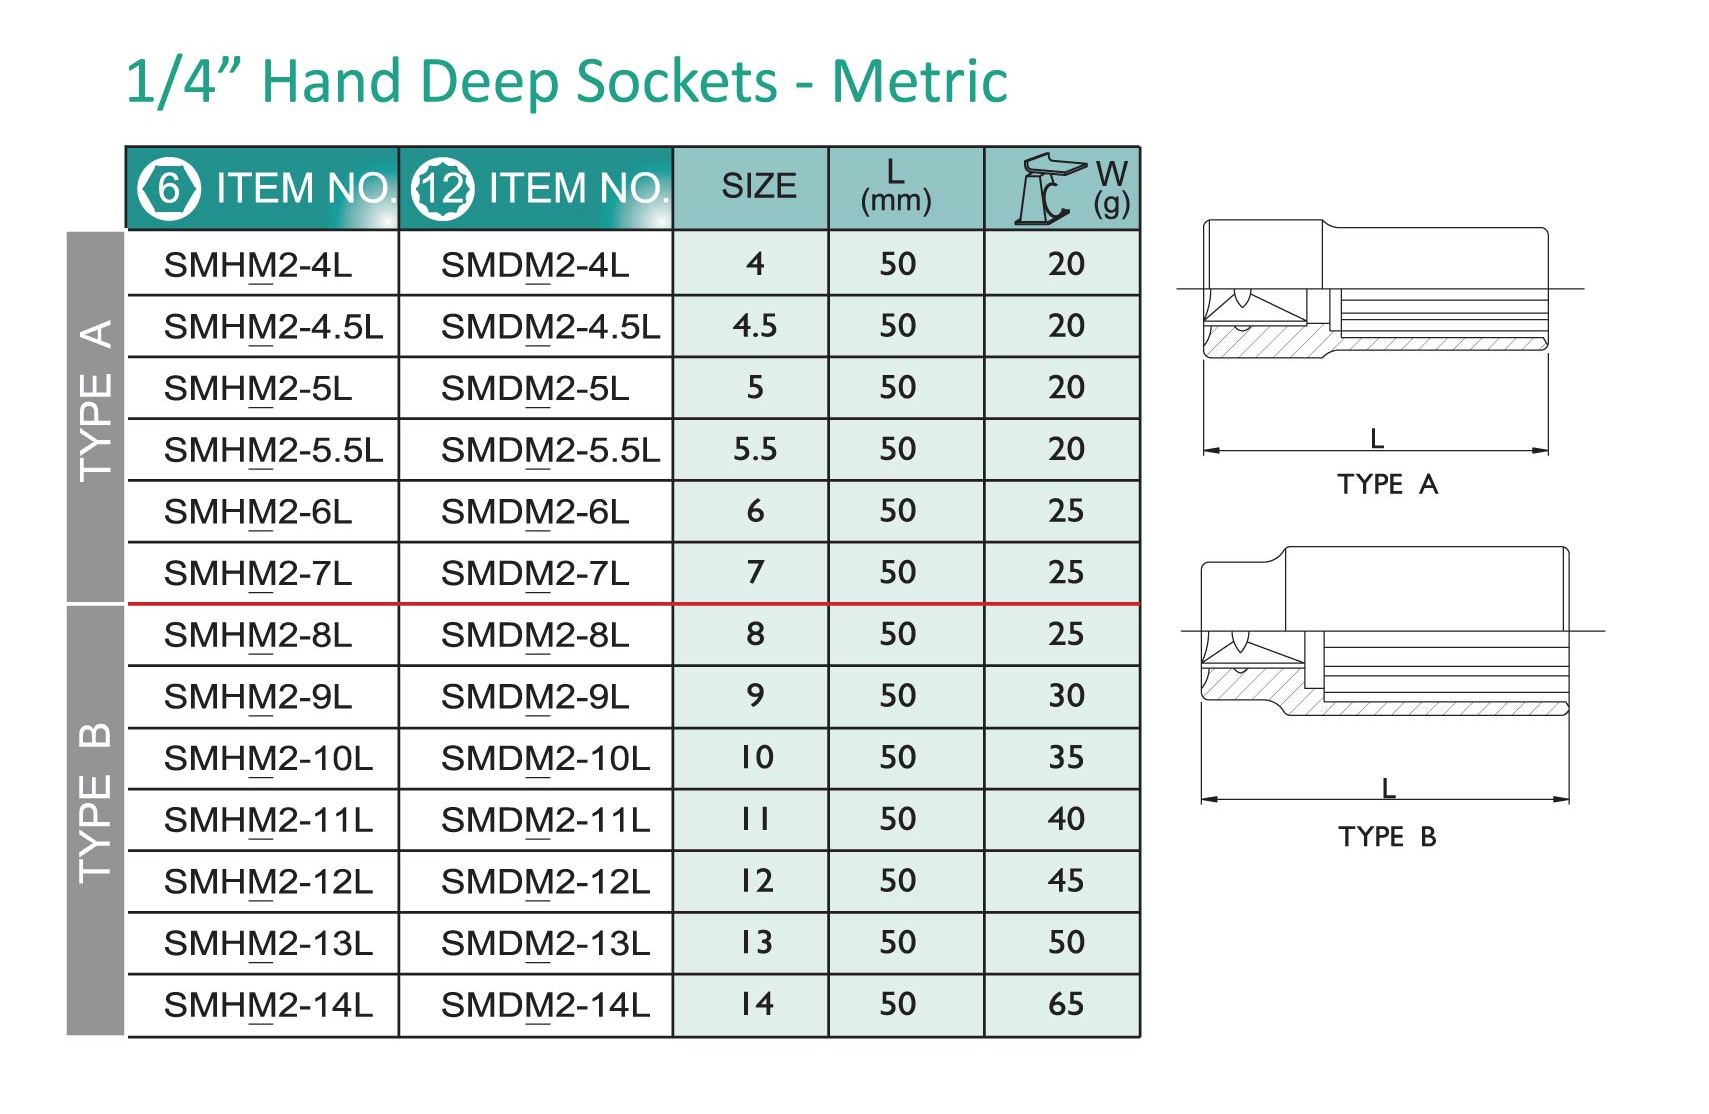 1/4” Hand Deep Sockets - Metric
6 ITEM NO. 12 ITEM NO. SIZE L (mm) W (g)
TYPE A
SMHM2-4L SMDM2-4L 4 50 20
SMHM2-4.5L SMDM2-4.5L 4.5 50 20
SMHM2-5L SMDM2-5L 5 50 20
SMHM2-5.5L SMDM2-5.5L 5.5 50 20
SMHM2-6L SMDM2-6L 6 50 25
SMHM2-7L SMDM2-7L 7 50 25
TYPE B
SMHM2-8L SMDM2-8L 8 50 25
SMHM2-9L SMDM2-9L 9 50 30
SMHM2-10L SMDM2-10L 10 50 35
SMHM2-11L SMDM2-11L 11 50 40
SMHM2-12L SMDM2-12L 12 50 45
SMHM2-13L SMDM2-13L 13 50 50
SMHM2-14L SMDM2-14L 14 50 65
L
TYPE A
L
TYPE B